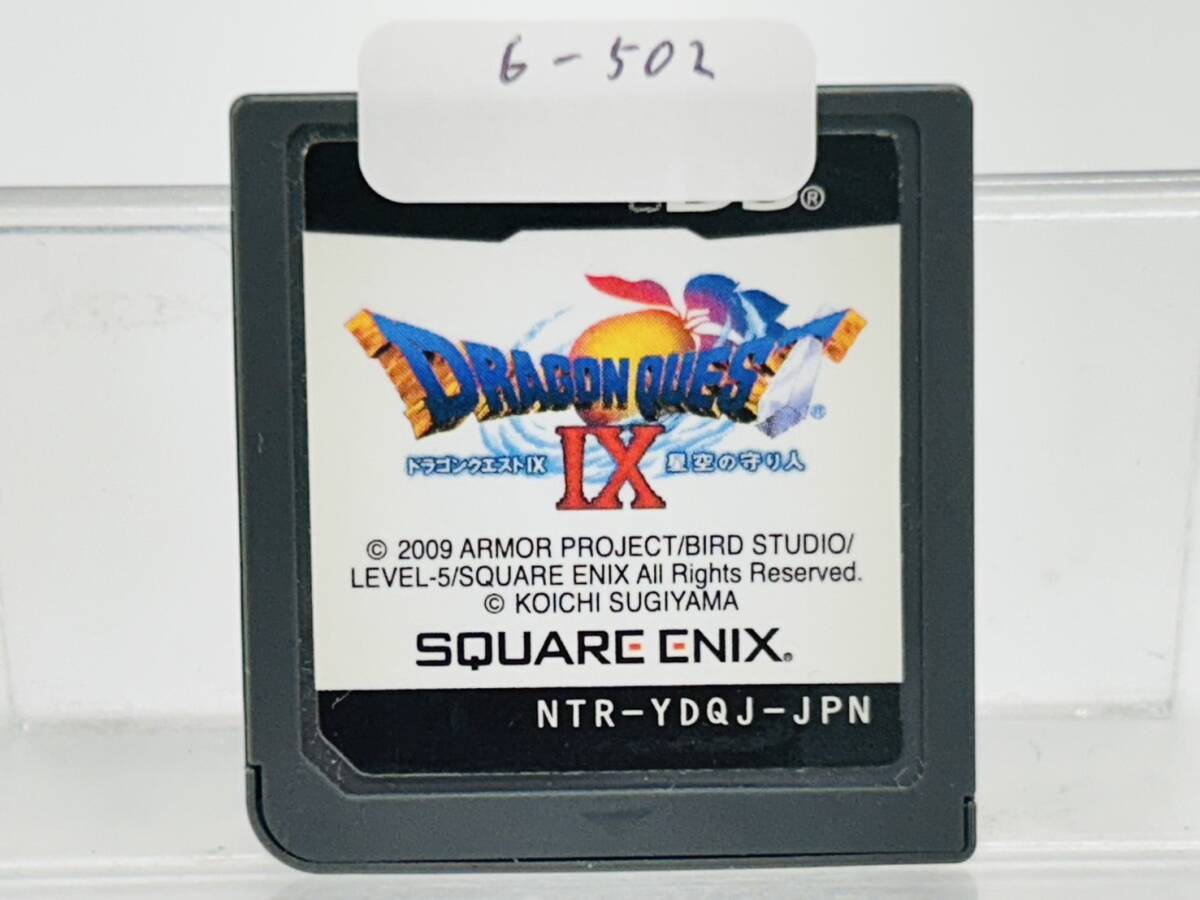 6-502
DS®
DRAGON QUEST®
IX
ドラゴンクエストIX 星空の守り人
© 2009 ARMOR PROJECT/BIRD STUDIO/
LEVEL-5/SQUARE ENIX All Rights Reserved.
© KOICHI SUGIYAMA
SQUARE ENIX®
NTR-YDQJ-JPN